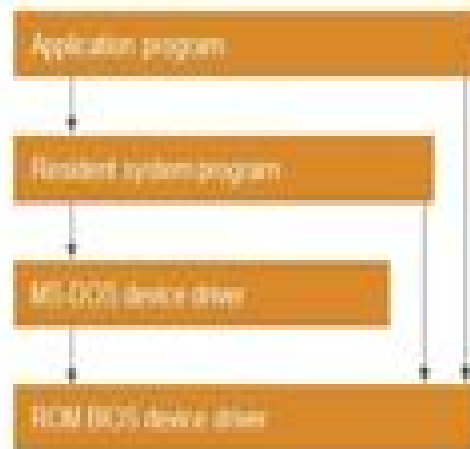 Application program
Resident system program
MS-DOS device driver
ROM BIOS device driver